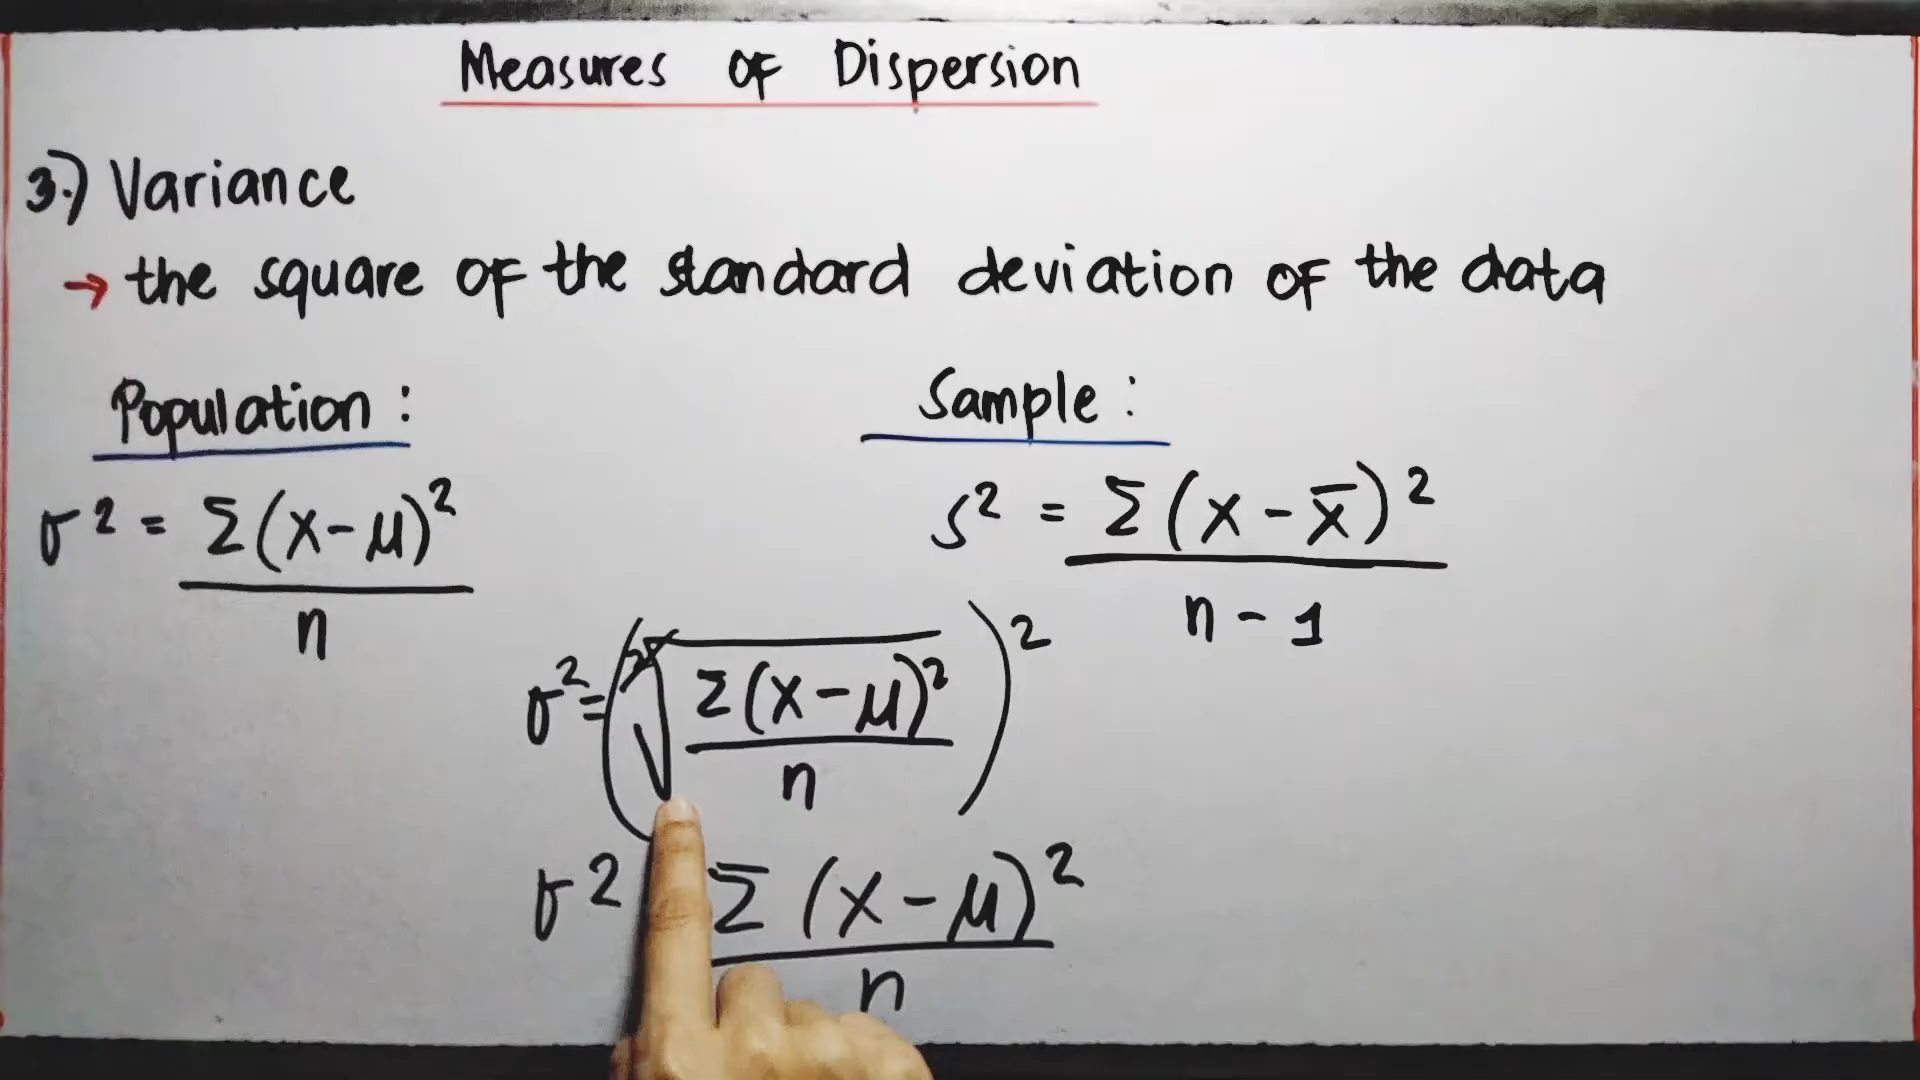 Measures of Dispersion
3.) Variance
→ the square of the standard deviation of the data
Population :
σ² = Σ(x-μ)²
n
Sample :
s² = Σ(x-x̄)²
n-1
σ² = (√Σ(x-μ)²)²
n
σ² Σ(x-μ)²
n